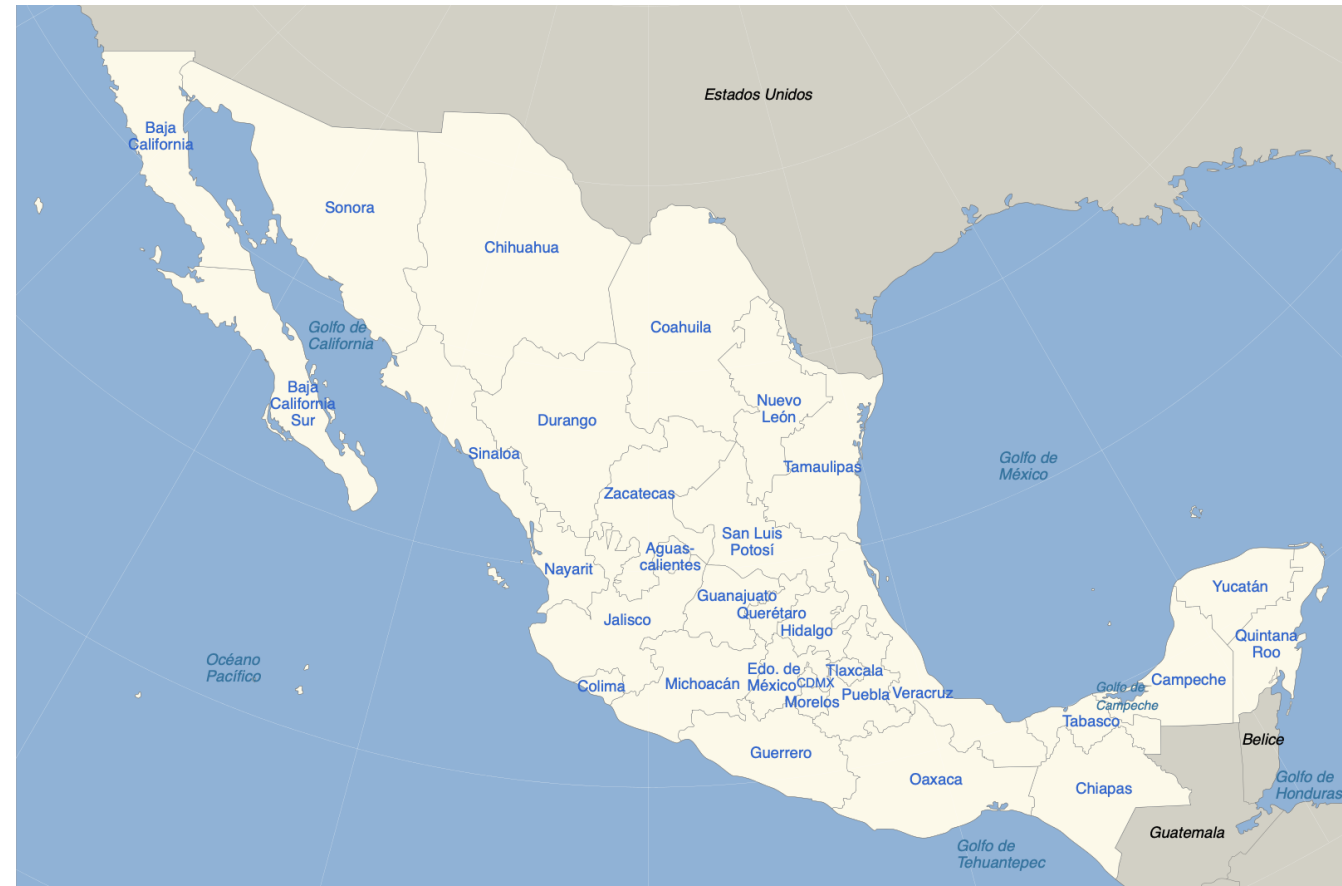 Estados Unidos
Baja
California
Sonora
Chihuahua
Golfo de
California
Coahuila
Baja
California
Sur
Nuevo
León
Durango
Sinaloa
Tamaulipas
Golfo de
México
Zacatecas
San Luis
Potosí
Aguas-
calientes
Nayarit
Yucatán
Guanajuato
Querétaro
Jalisco
Hidalgo
Quintana
Roo
Océano
Pacífico
Edo. de
México
Tlaxcala
CDMX
Colima
Michoacán
Morelos
Puebla
Veracruz
Campeche
Golfo de
Campeche
Tabasco
Belice
Guerrero
Oaxaca
Chiapas
Golfo de
Honduras
Guatemala
Golfo de
Tehuantepec